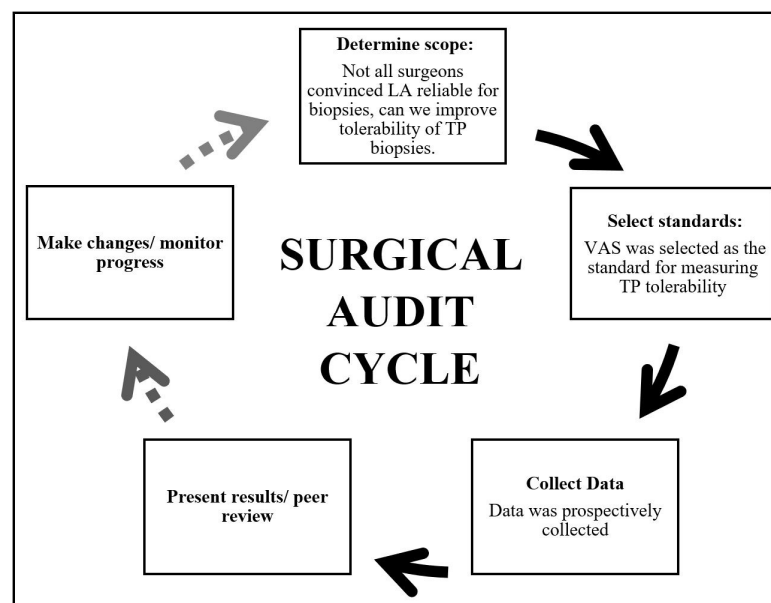 Determine scope:
Not all surgeons
convinced LA reliable for
biopsies, can we improve
tolerability of TP
biopsies.
Select standards:
VAS was selected as the
standard for measuring
TP tolerability
Collect Data
Data was prospectively
collected
Present results/ peer
review
Make changes/ monitor
progress
SURGICAL
AUDIT
CYCLE